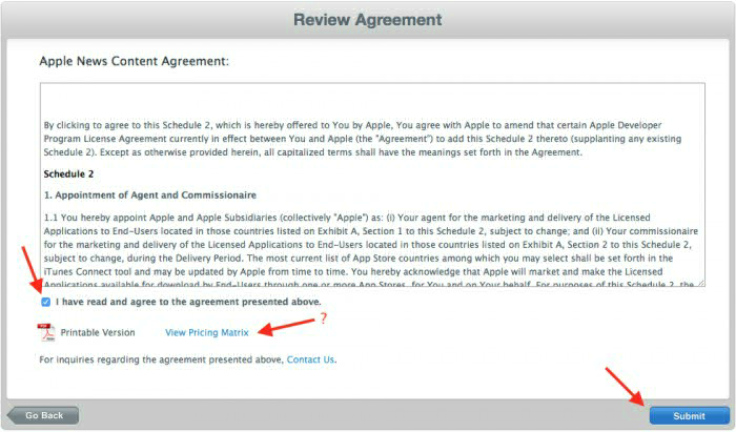 Review Agreement
Apple News Content Agreement:
By clicking to agree to this Schedule 2, which is hereby offered to You by Apple, You agree with Apple to amend that certain Apple Developer
Program License Agreement currently in effect between You and Apple (the "Agreement") to add this Schedule 2 thereto (supplanting any existing
Schedule 2). Except as otherwise provided herein, all capitalized terms shall have the meanings set forth in the Agreement.
Schedule 2
1. Appointment of Agent and Commissionaire
1.1 You hereby appoint Apple and Apple Subsidiaries (collectively "Apple") as: (i) Your agent for the marketing and delivery of the Licensed
Applications to End-Users located in those countries listed on Exhibit A, Section 1 to this Schedule 2, subject to change; and (ii) Your commissionaire
for the marketing and delivery of the Licensed Applications to End-Users located in those countries listed on Exhibit A, Section 2 to this Schedule 2,
subject to change, during the Delivery Period. The most current list of App Store countries among which you may select shall be set forth in the
iTunes Connect tool and may be updated by Apple from time to time. You hereby acknowledge that Apple will market and make the Licensed
Applications available for download by End-Users through one or more App Stores, for You and on Your behalf. For purposes of this Schedule 2, the
I have read and agree to the agreement presented above.
?
Printable Version View Pricing Matrix
For inquiries regarding the agreement presented above, Contact Us.
Go Back Submit